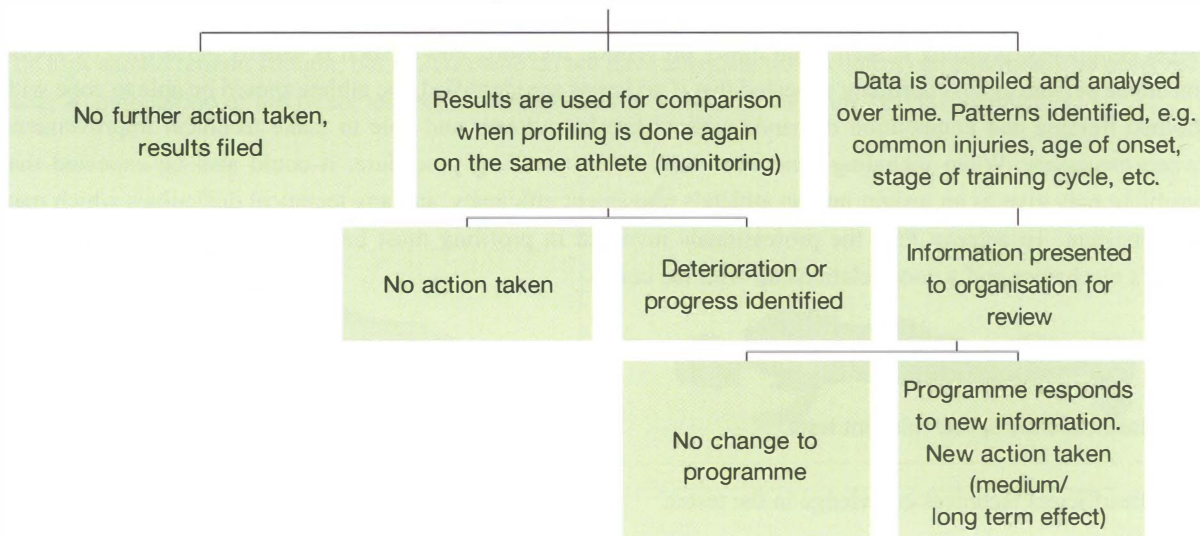 No further action taken,
results filed
Results are used for comparison
when profiling is done again
on the same athlete (monitoring)
Data is compiled and analysed
over time. Patterns identified, e.g.
common injuries, age of onset,
stage of training cycle, etc.
No action taken
Deterioration or
progress identified
Information presented
to organisation for
review
No change to
programme
Programme responds
to new information.
New action taken
(medium/
long term effect)